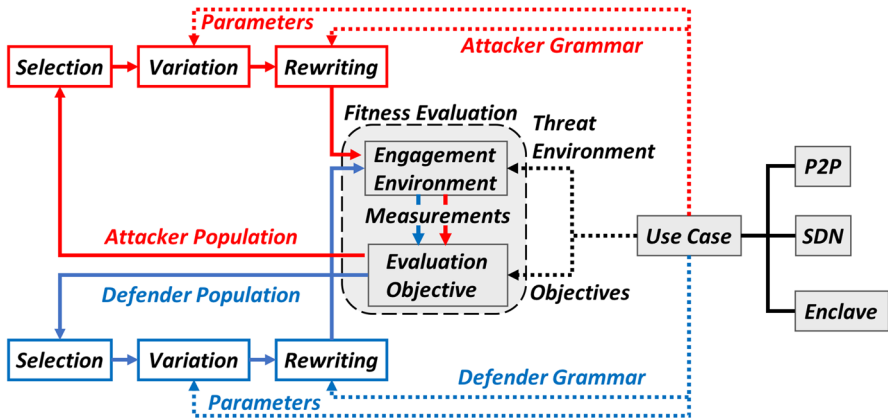 Parameters
Attacker Grammar
Selection
Variation
Rewriting
Fitness Evaluation
Threat
Environment
Engagement
Environment
P2P
Measurements
Attacker Population
Use Case
SDN
Evaluation
Objective
Defender Population
Objectives
Enclave
Selection
Variation
Rewriting
Defender Grammar
Parameters